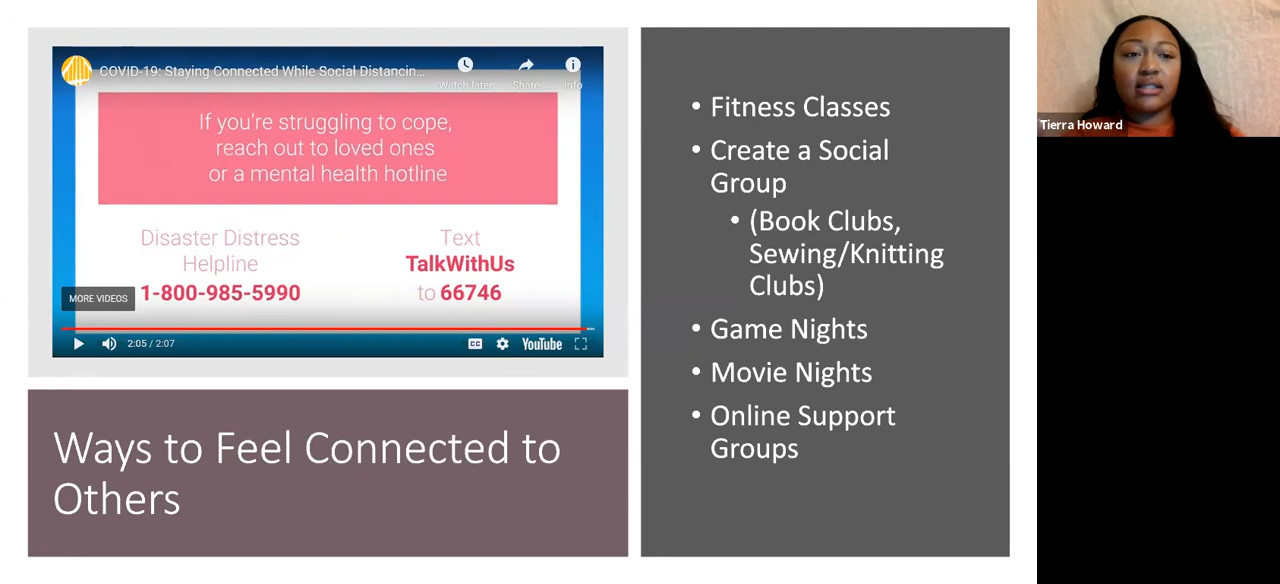 COVID-19: Staying Connected While Social Distancin...
Watch later
Share
Info
If you're struggling to cope,
reach out to loved ones
or a mental health hotline
Disaster Distress
Helpline
1-800-985-5990
Text
TalkWithUs
to 66746
MORE VIDEOS
2:05 / 2:07
CC
YouTube
Ways to Feel Connected to
Others
• Fitness Classes
• Create a Social
Group
• (Book Clubs,
Sewing/Knitting
Clubs)
• Game Nights
• Movie Nights
• Online Support
Groups
Tierra Howard